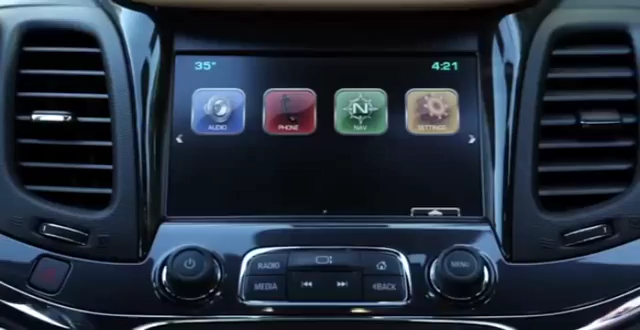 35° 4:21
AUDIO PHONE N NAV SETTINGS
RADIO
MENU
MEDIA BACK